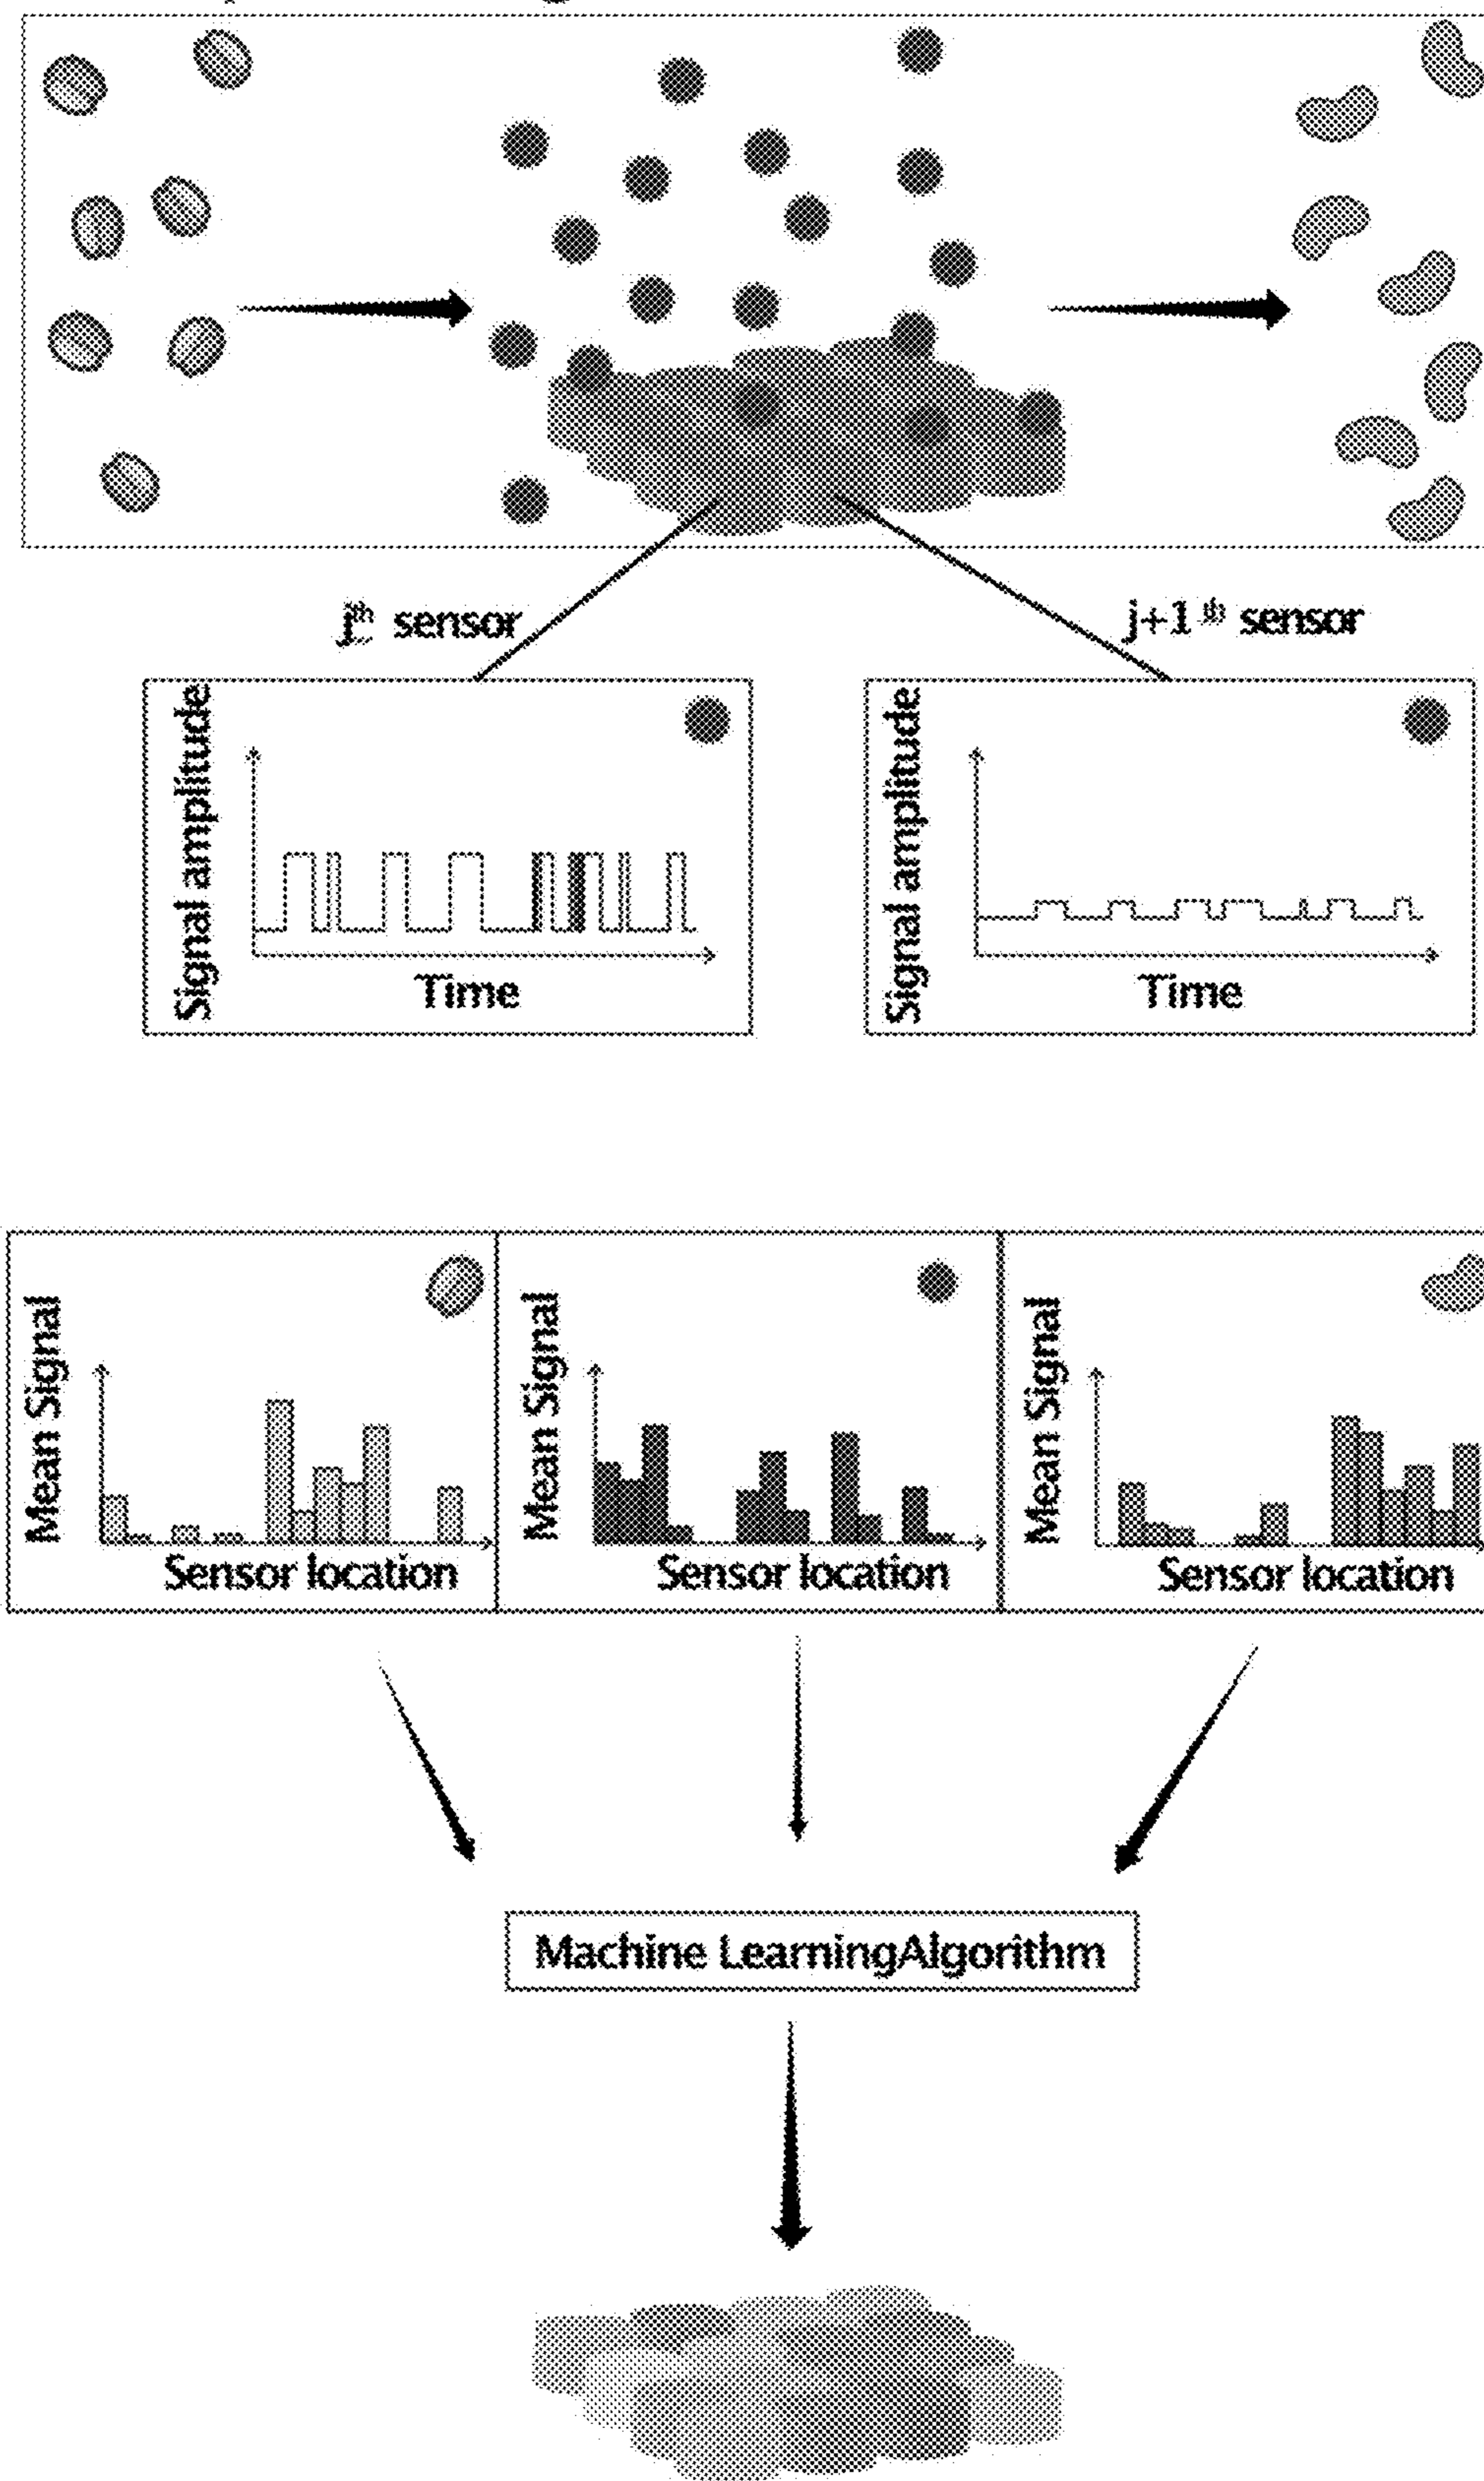 jth sensor
j+1 th sensor
Signal amplitude
Time
Signal amplitude
Time
Mean Signal
Sensor location
Mean Signal
Sensor location
Mean Signal
Sensor location
Machine LearningAlgorithm